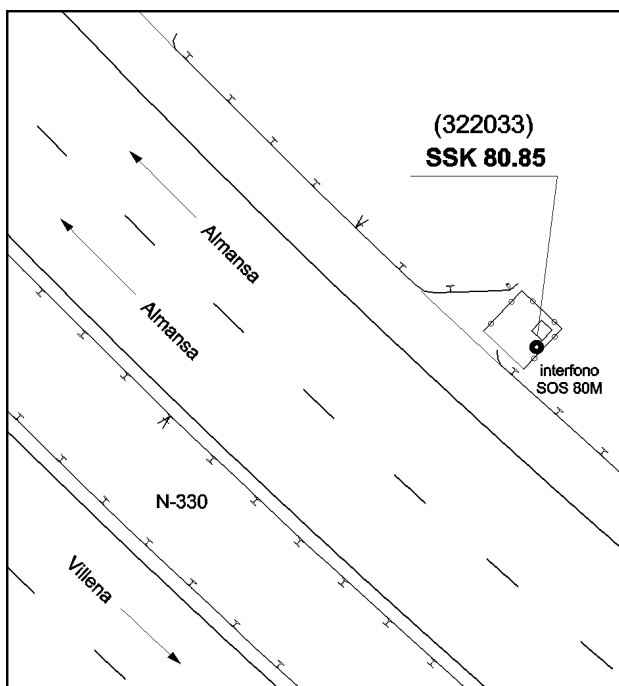 (322033)
SSK 80.85
Almansa
Almansa
interfono
SOS 80M
N-330
Villena